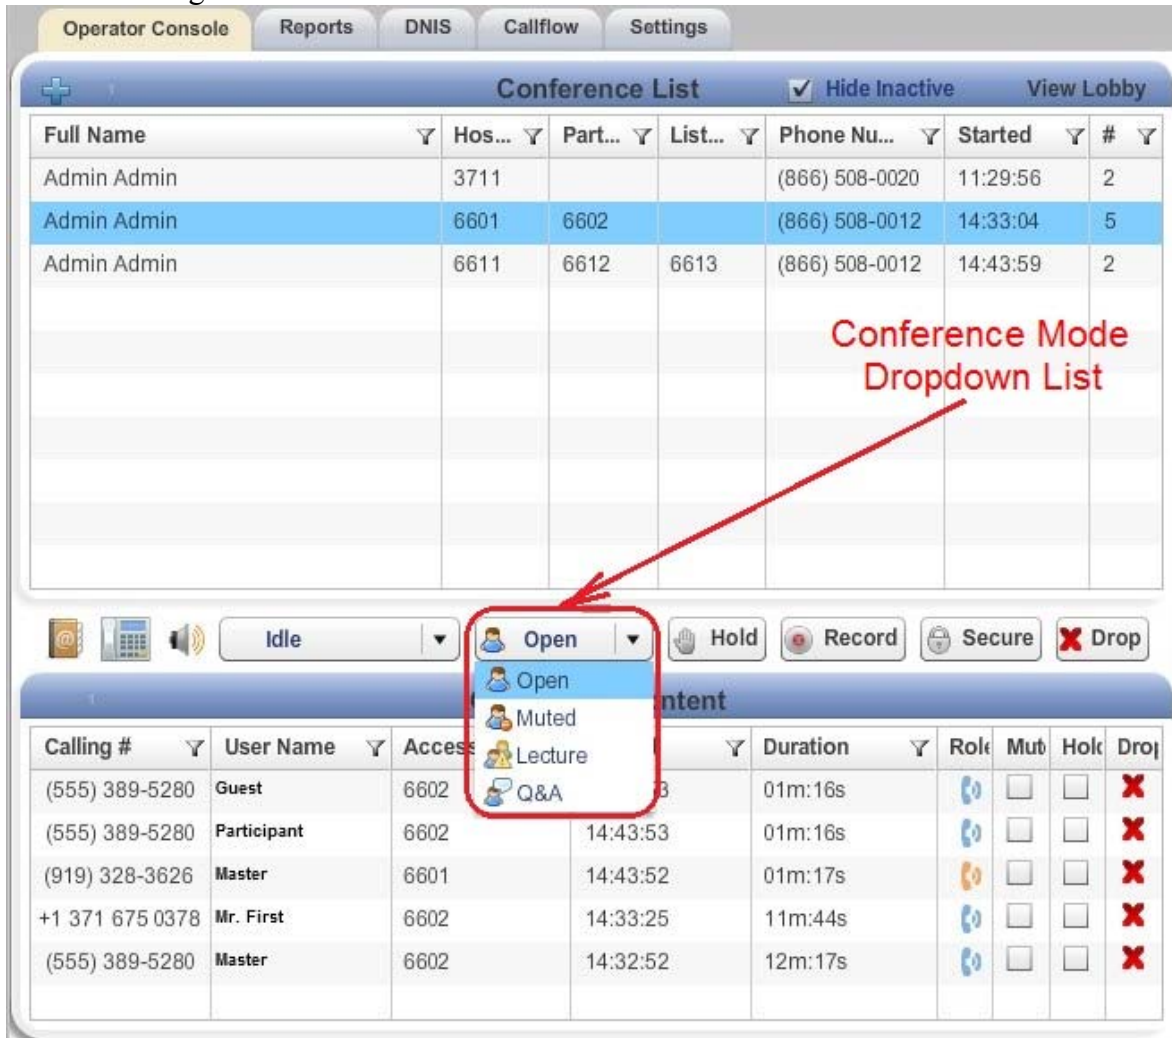 Operator Console Reports DNIS Callflow Settings
Conference List Hide Inactive View Lobby
Full Name Hos... Part... List... Phone Nu... Started #
Admin Admin 3711 (866) 508-0020 11:29:56 2
Admin Admin 6601 6602 (866) 508-0012 14:33:04 5
Admin Admin 6611 6612 6613 (866) 508-0012 14:43:59 2
Conference Mode
Dropdown List
Idle Open Hold Record Secure Drop
Open
Muted
Lecture
Q&A
ntent
Calling # User Name Access Duration Role Mut Hold Drop
(555) 389-5280 Guest 6602 3 01m:16s
(555) 389-5280 Participant 6602 14:43:53 01m:16s
(919) 328-3626 Master 6601 14:43:52 01m:17s
+1 371 675 0378 Mr. First 6602 14:33:25 11m:44s
(555) 389-5280 Master 6602 14:32:52 12m:17s